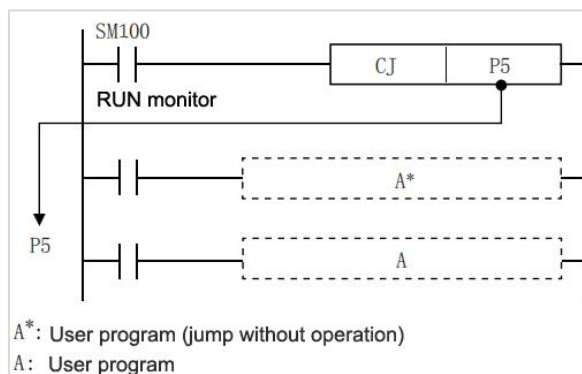 SM100
CJ P5
RUN monitor
A*
P5
A
A*: User program (jump without operation)
A: User program